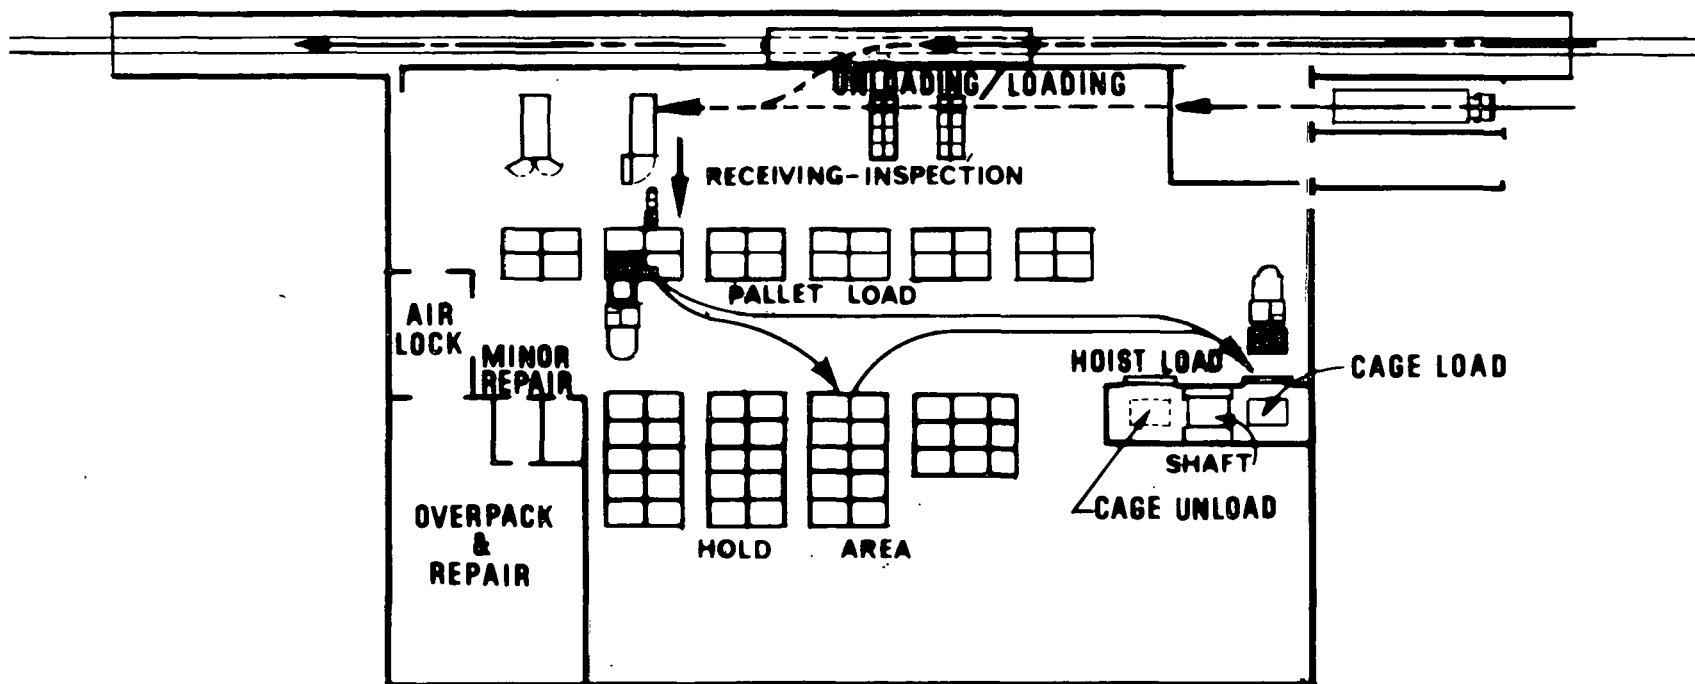 UNLOADING/LOADING
RECEIVING-INSPECTION
PALLET LOAD
AIR
LOCK
MINOR
REPAIR
HOIST LOAD
CAGE LOAD
SHAFT
CAGE UNLOAD
OVERPACK
&
REPAIR
HOLD AREA